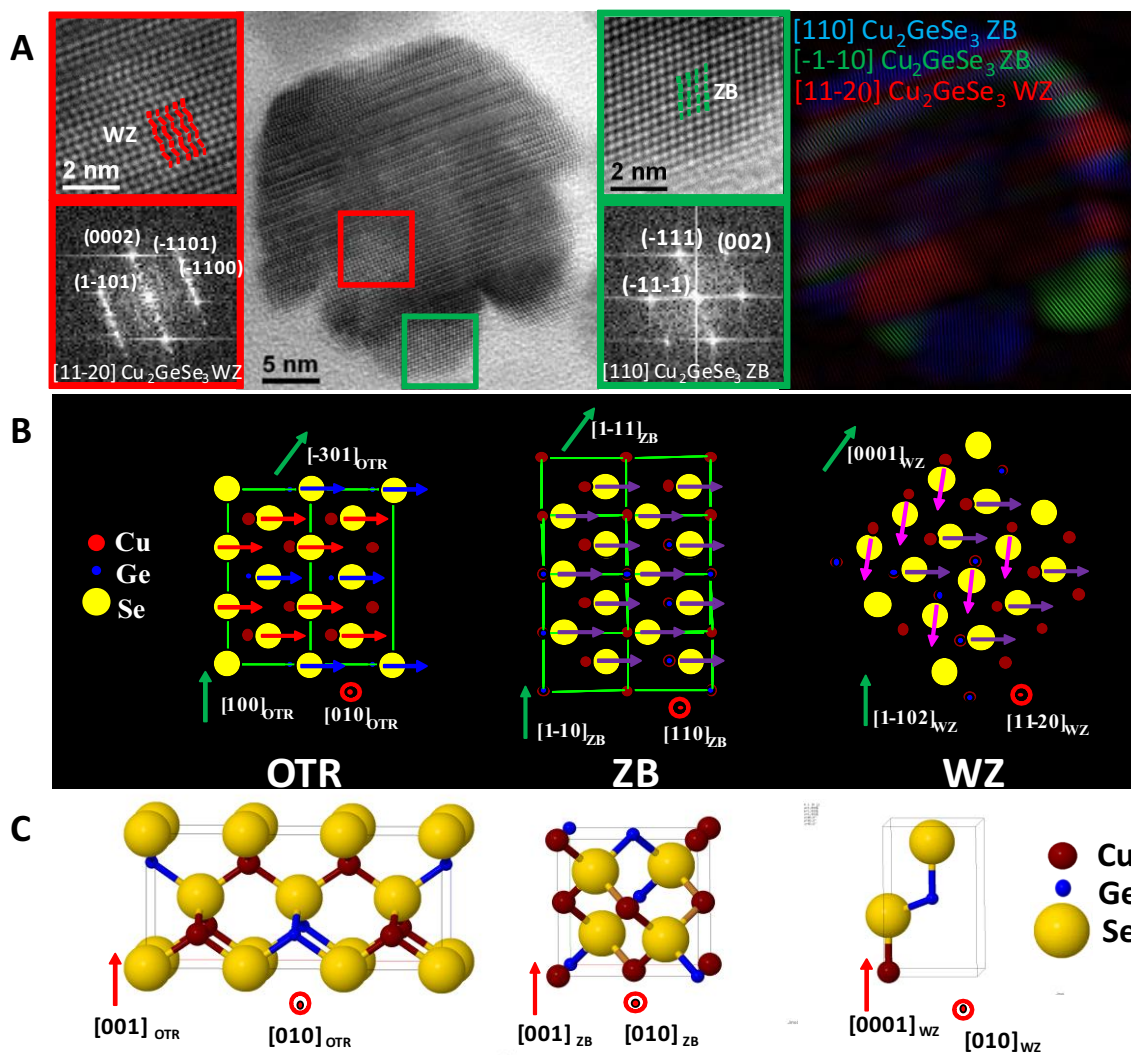 A
WZ
2 nm
(0002)
(-1101)
(-1100)
(1-101)
[11-20] Cu2GeSe3 WZ
5 nm
ZB
2 nm
(-111)
(002)
(-11-1)
[110] Cu2GeSe3 ZB
[110] Cu2GeSe3 ZB
[-1-10] Cu2GeSe3 ZB
[11-20] Cu2GeSe3 WZ
B
Cu
Ge
Se
[-301]OTR
[100]OTR
[010]OTR
OTR
[1-11]ZB
[1-10]ZB
[110]ZB
ZB
[0001]WZ
[1-102]WZ
[11-20]WZ
WZ
C
[001] OTR
[010] OTR
[001] ZB
[010] ZB
[0001] WZ
[010] WZ
Cu
Ge
Se